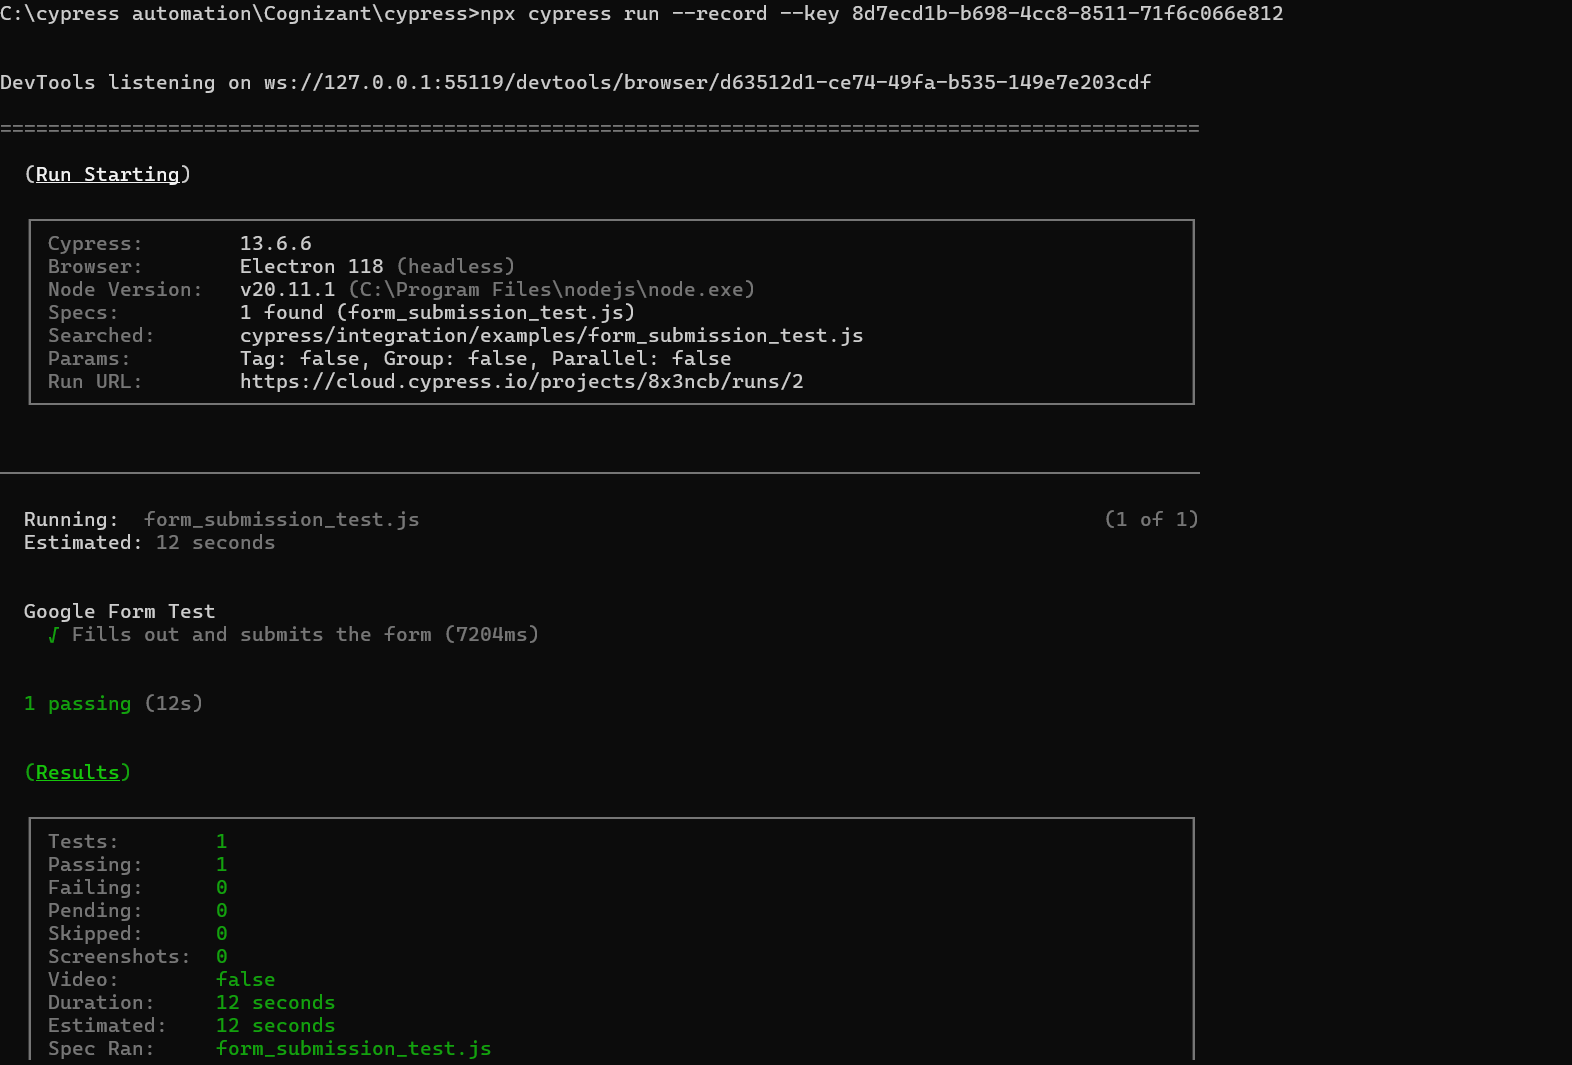 C:\cypress automation\Cognizant\cypress>npx cypress run --record --key 8d7ecd1b-b698-4cc8-8511-71f6c066e812
DevTools listening on ws://127.0.0.1:55119/devtools/browser/d63512d1-ce74-49fa-b535-149e7e203cdf
====================================================================================================
(Run Starting)
Cypress: 13.6.6
Browser: Electron 118 (headless)
Node Version: v20.11.1 (C:\Program Files\nodejs\node.exe)
Specs: 1 found (form_submission_test.js)
Searched: cypress/integration/examples/form_submission_test.js
Params: Tag: false, Group: false, Parallel: false
Run URL: https://cloud.cypress.io/projects/8x3ncb/runs/2
Running: form_submission_test.js (1 of 1)
Estimated: 12 seconds
Google Form Test
√ Fills out and submits the form (7204ms)
1 passing (12s)
(Results)
Tests: 1
Passing: 1
Failing: 0
Pending: 0
Skipped: 0
Screenshots: 0
Video: false
Duration: 12 seconds
Estimated: 12 seconds
Spec Ran: form_submission_test.js